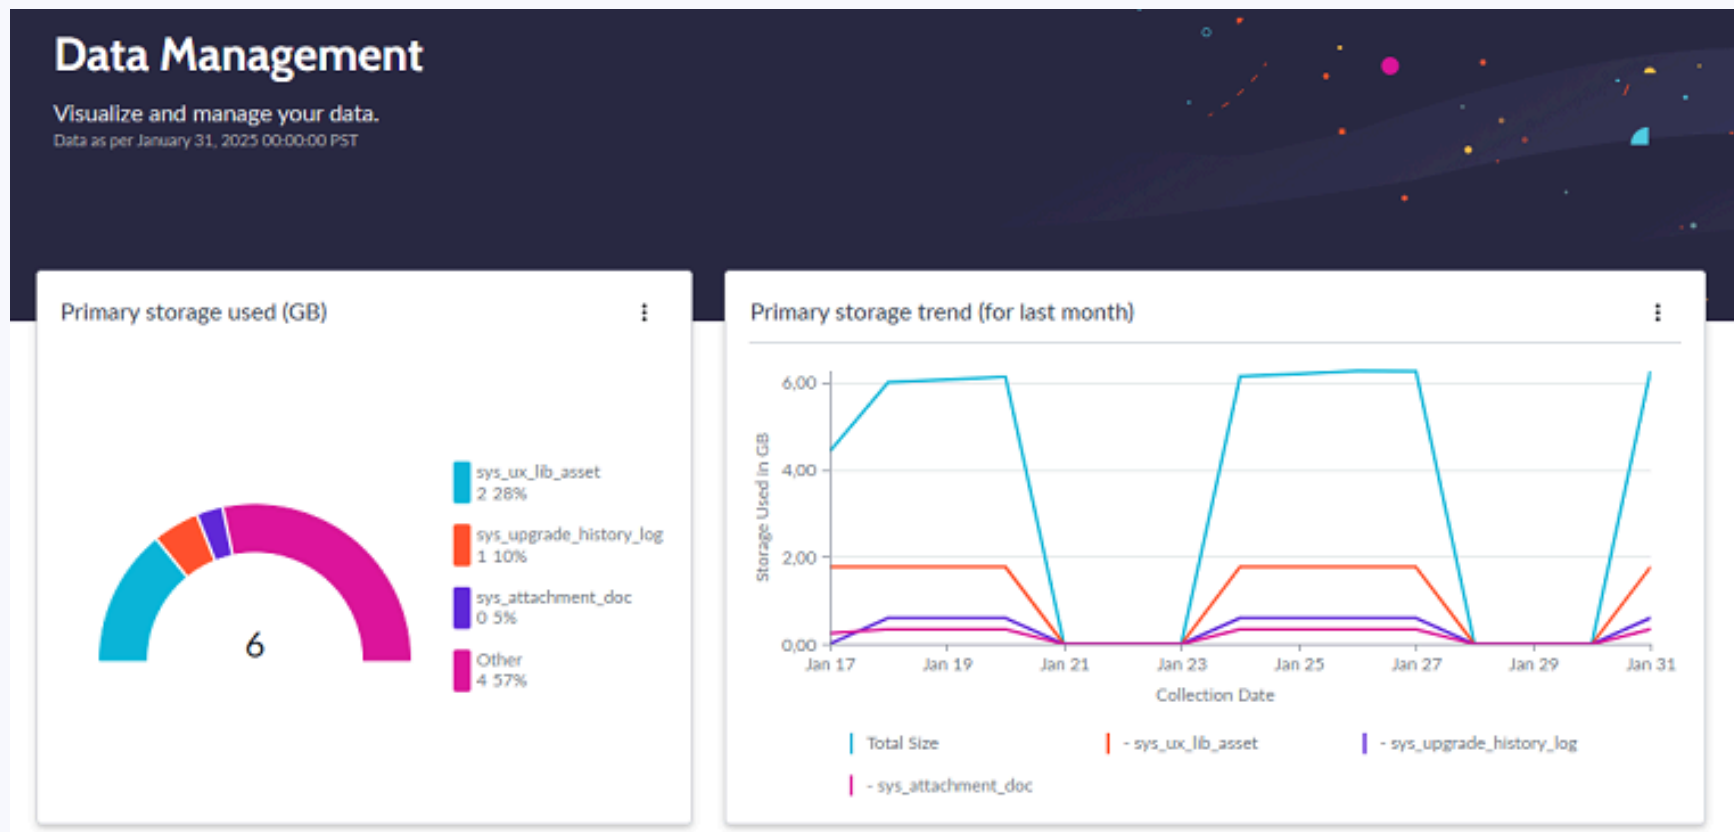 Data Management
Visualize and manage your data.
Data as per January 31, 2025 00:00:00 PST
Primary storage used (GB)
sys_ux_lib_asset
2 28%
sys_upgrade_history_log
1 10%
sys_attachment_doc
0 5%
Other
4 57%
6
Primary storage trend (for last month)
Storage Used in GB
6,00
4,00
2,00
0,00
Jan 17 Jan 19 Jan 21 Jan 23 Jan 25 Jan 27 Jan 29 Jan 31
Collection Date
Total Size - sys_ux_lib_asset - sys_upgrade_history_log
- sys_attachment_doc